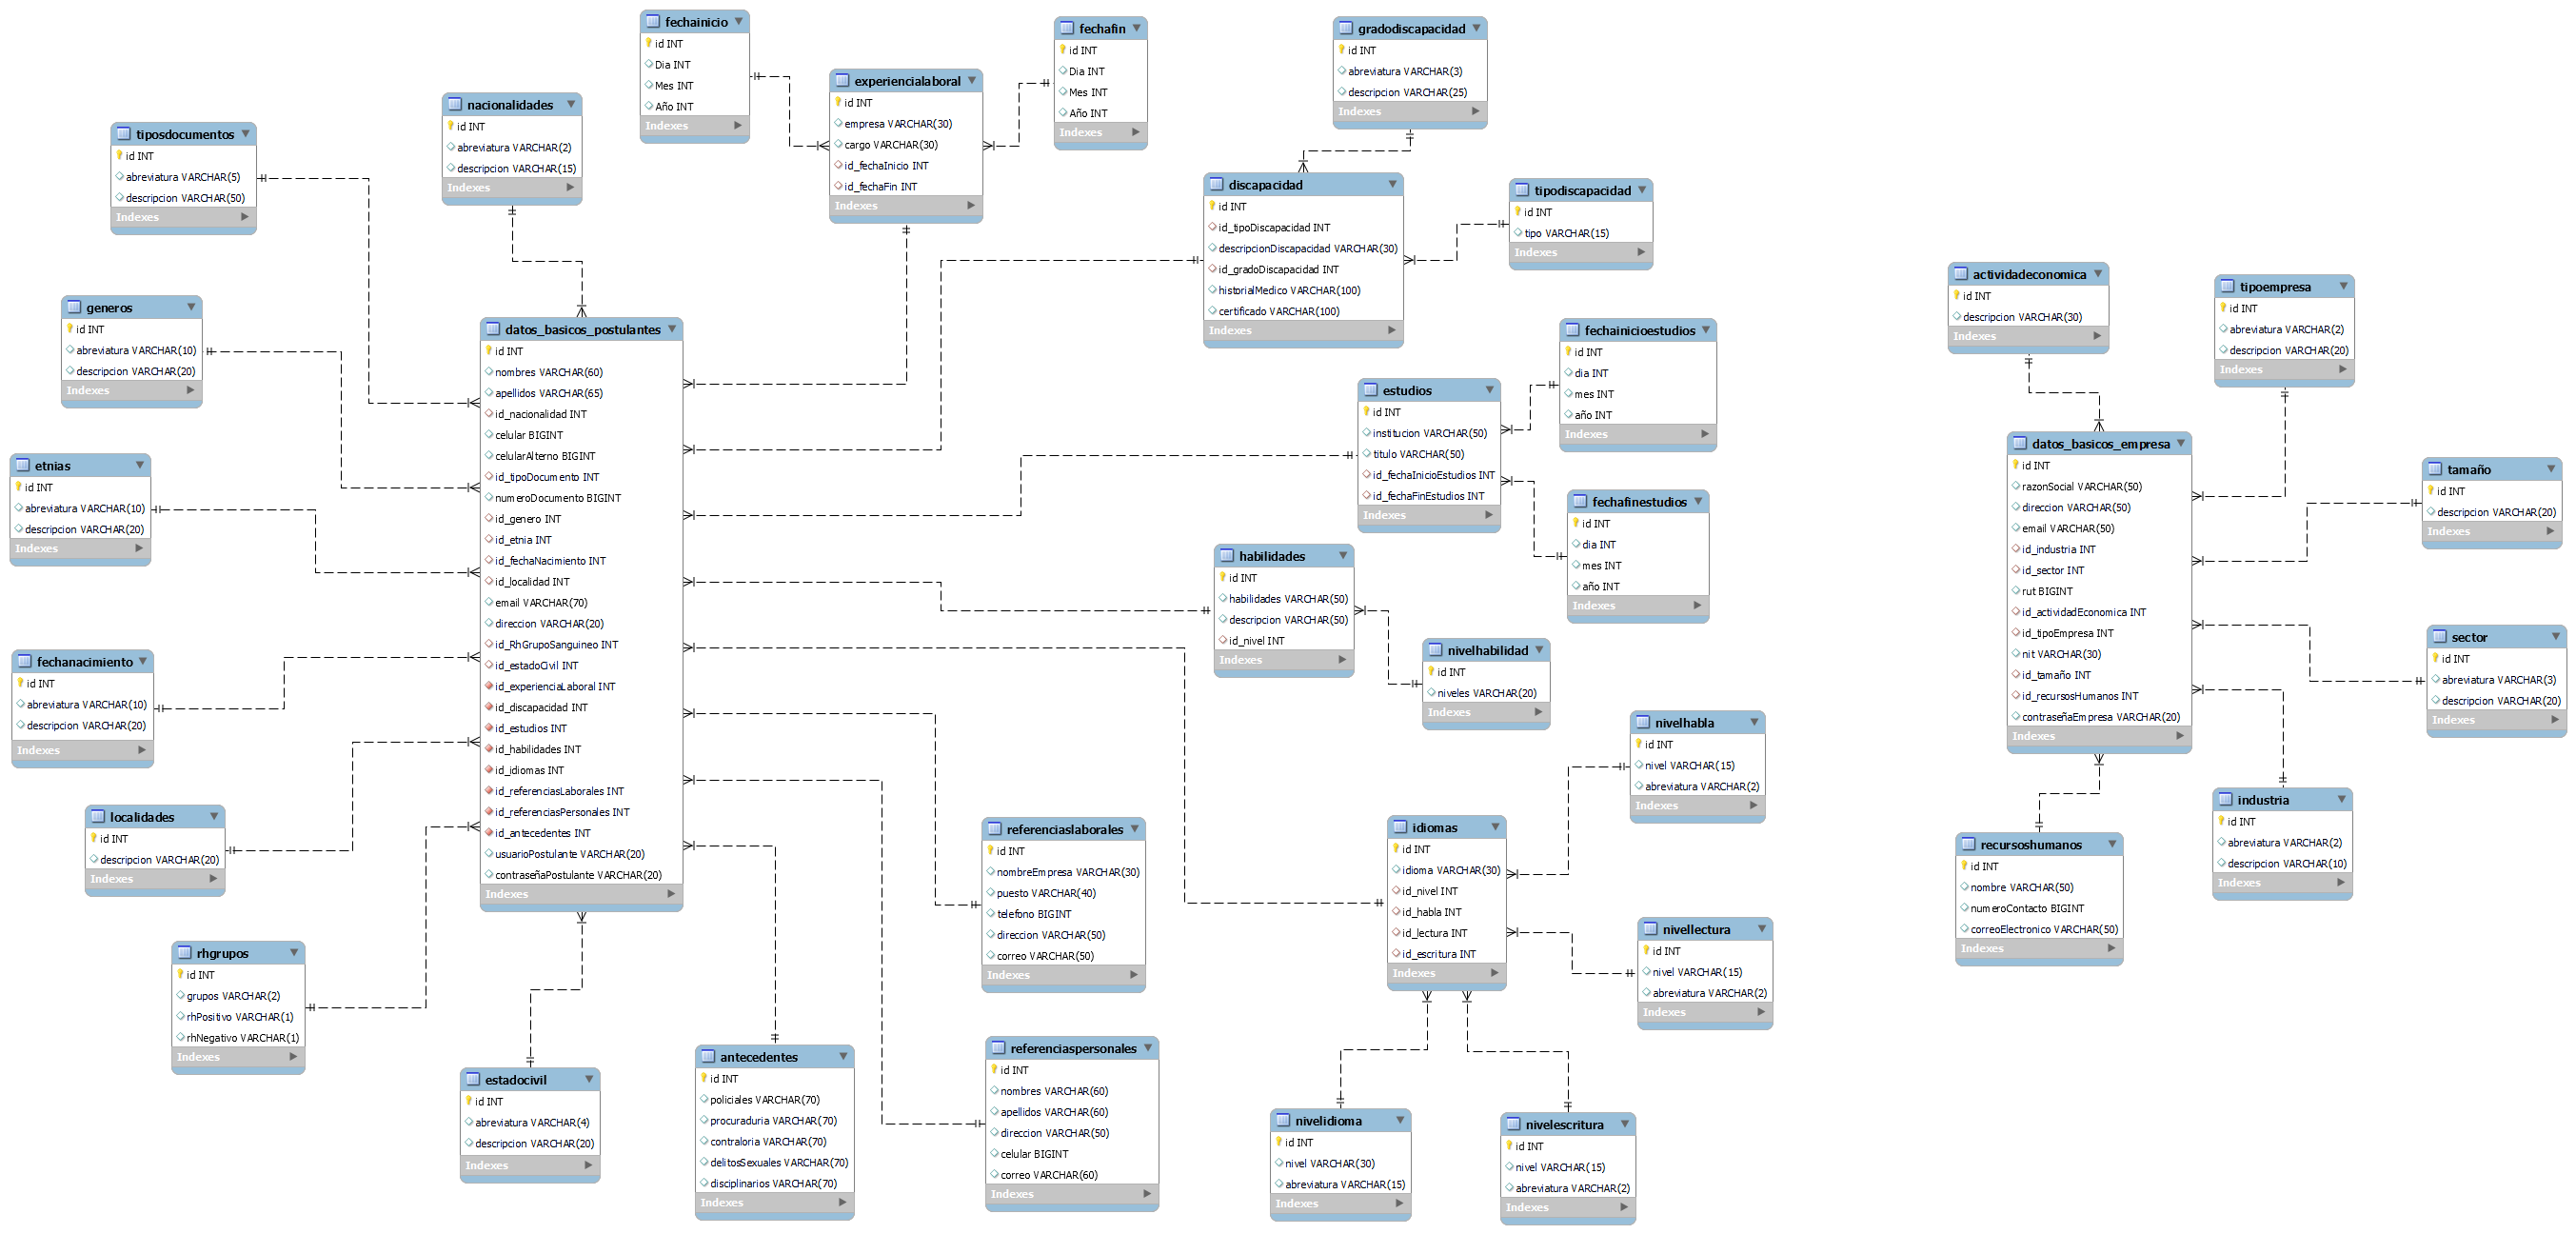 fechainicio
id INT
Dia INT
Mes INT
Año INT
Indexes
fechafin
id INT
Dia INT
Mes INT
Año INT
Indexes
gradodiscapacidad
id INT
abreviatura VARCHAR(3)
descripcion VARCHAR(25)
Indexes
experiencialaboral
id INT
empresa VARCHAR(30)
cargo VARCHAR(30)
id_fechaInicio INT
id_fechaFin INT
Indexes
nacionalidades
id INT
abreviatura VARCHAR(2)
descripcion VARCHAR(15)
Indexes
tiposdocumentos
id INT
abreviatura VARCHAR(5)
descripcion VARCHAR(50)
Indexes
discapacidad
id INT
id_tipoDiscapacidad INT
descripcionDiscapacidad VARCHAR(30)
id_gradoDiscapacidad INT
historialMedico VARCHAR(100)
certificado VARCHAR(100)
Indexes
tipodiscapacidad
id INT
tipo VARCHAR(15)
Indexes
actividadeconomica
id INT
descripcion VARCHAR(30)
Indexes
tipoempresa
id INT
abreviatura VARCHAR(2)
descripcion VARCHAR(20)
Indexes
generos
id INT
abreviatura VARCHAR(10)
descripcion VARCHAR(20)
Indexes
datos_basicos_postulantes
id INT
nombres VARCHAR(60)
apellidos VARCHAR(65)
id_nacionalidad INT
celular BIGINT
celularAlterno BIGINT
id_tipoDocumento INT
numeroDocumento BIGINT
id_genero INT
id_etnia INT
id_fechaNacimiento INT
id_localidad INT
email VARCHAR(70)
direccion VARCHAR(20)
id_RhGrupoSanguineo INT
id_estadoCivil INT
id_experienciaLaboral INT
id_discapacidad INT
id_estudios INT
id_habilidades INT
id_idiomas INT
id_referenciasLaborales INT
id_referenciasPersonales INT
id_antecedentes INT
usuarioPostulante VARCHAR(20)
contraseñaPostulante VARCHAR(20)
Indexes
fechainicioestudios
id INT
dia INT
mes INT
año INT
Indexes
estudios
id INT
institucion VARCHAR(50)
titulo VARCHAR(50)
id_fechaInicioEstudios INT
id_fechaFinEstudios INT
Indexes
fechafinestudios
id INT
dia INT
mes INT
año INT
Indexes
datos_basicos_empresa
id INT
razonSocial VARCHAR(50)
direccion VARCHAR(50)
email VARCHAR(50)
id_industria INT
id_sector INT
rut BIGINT
id_actividadEconomica INT
id_tipoEmpresa INT
nit VARCHAR(30)
id_tamaño INT
id_recursosHumanos INT
contraseñaEmpresa VARCHAR(20)
Indexes
tamaño
id INT
descripcion VARCHAR(20)
Indexes
etnias
id INT
abreviatura VARCHAR(10)
descripcion VARCHAR(20)
Indexes
habilidades
id INT
habilidades VARCHAR(50)
descripcion VARCHAR(50)
id_nivel INT
Indexes
nivelhabilidad
id INT
niveles VARCHAR(20)
Indexes
sector
id INT
abreviatura VARCHAR(3)
descripcion VARCHAR(20)
Indexes
fechanacimiento
id INT
abreviatura VARCHAR(10)
descripcion VARCHAR(20)
Indexes
nivelhabla
id INT
nivel VARCHAR(15)
abreviatura VARCHAR(2)
Indexes
industria
id INT
abreviatura VARCHAR(2)
descripcion VARCHAR(10)
Indexes
localidades
id INT
descripcion VARCHAR(20)
Indexes
referenciaslaborales
id INT
nombreEmpresa VARCHAR(30)
puesto VARCHAR(40)
telefono BIGINT
direccion VARCHAR(50)
correo VARCHAR(50)
Indexes
idiomas
id INT
idioma VARCHAR(30)
id_nivel INT
id_habla INT
id_lectura INT
id_escritura INT
Indexes
recursoshumanos
id INT
nombre VARCHAR(50)
numeroContacto BIGINT
correoElectronico VARCHAR(50)
Indexes
nivellectura
id INT
nivel VARCHAR(15)
abreviatura VARCHAR(2)
Indexes
rhgrupos
id INT
grupos VARCHAR(2)
rhPositivo VARCHAR(1)
rhNegativo VARCHAR(1)
Indexes
estadocivil
id INT
abreviatura VARCHAR(4)
descripcion VARCHAR(20)
Indexes
antecedentes
id INT
policiales VARCHAR(70)
procuraduria VARCHAR(70)
contraloria VARCHAR(70)
delitosSexuales VARCHAR(70)
disciplinarios VARCHAR(70)
Indexes
referenciaspersonales
id INT
nombres VARCHAR(60)
apellidos VARCHAR(60)
direccion VARCHAR(50)
celular BIGINT
correo VARCHAR(60)
Indexes
nivelidioma
id INT
nivel VARCHAR(30)
abreviatura VARCHAR(15)
Indexes
nivelescritura
id INT
nivel VARCHAR(15)
abreviatura VARCHAR(2)
Indexes